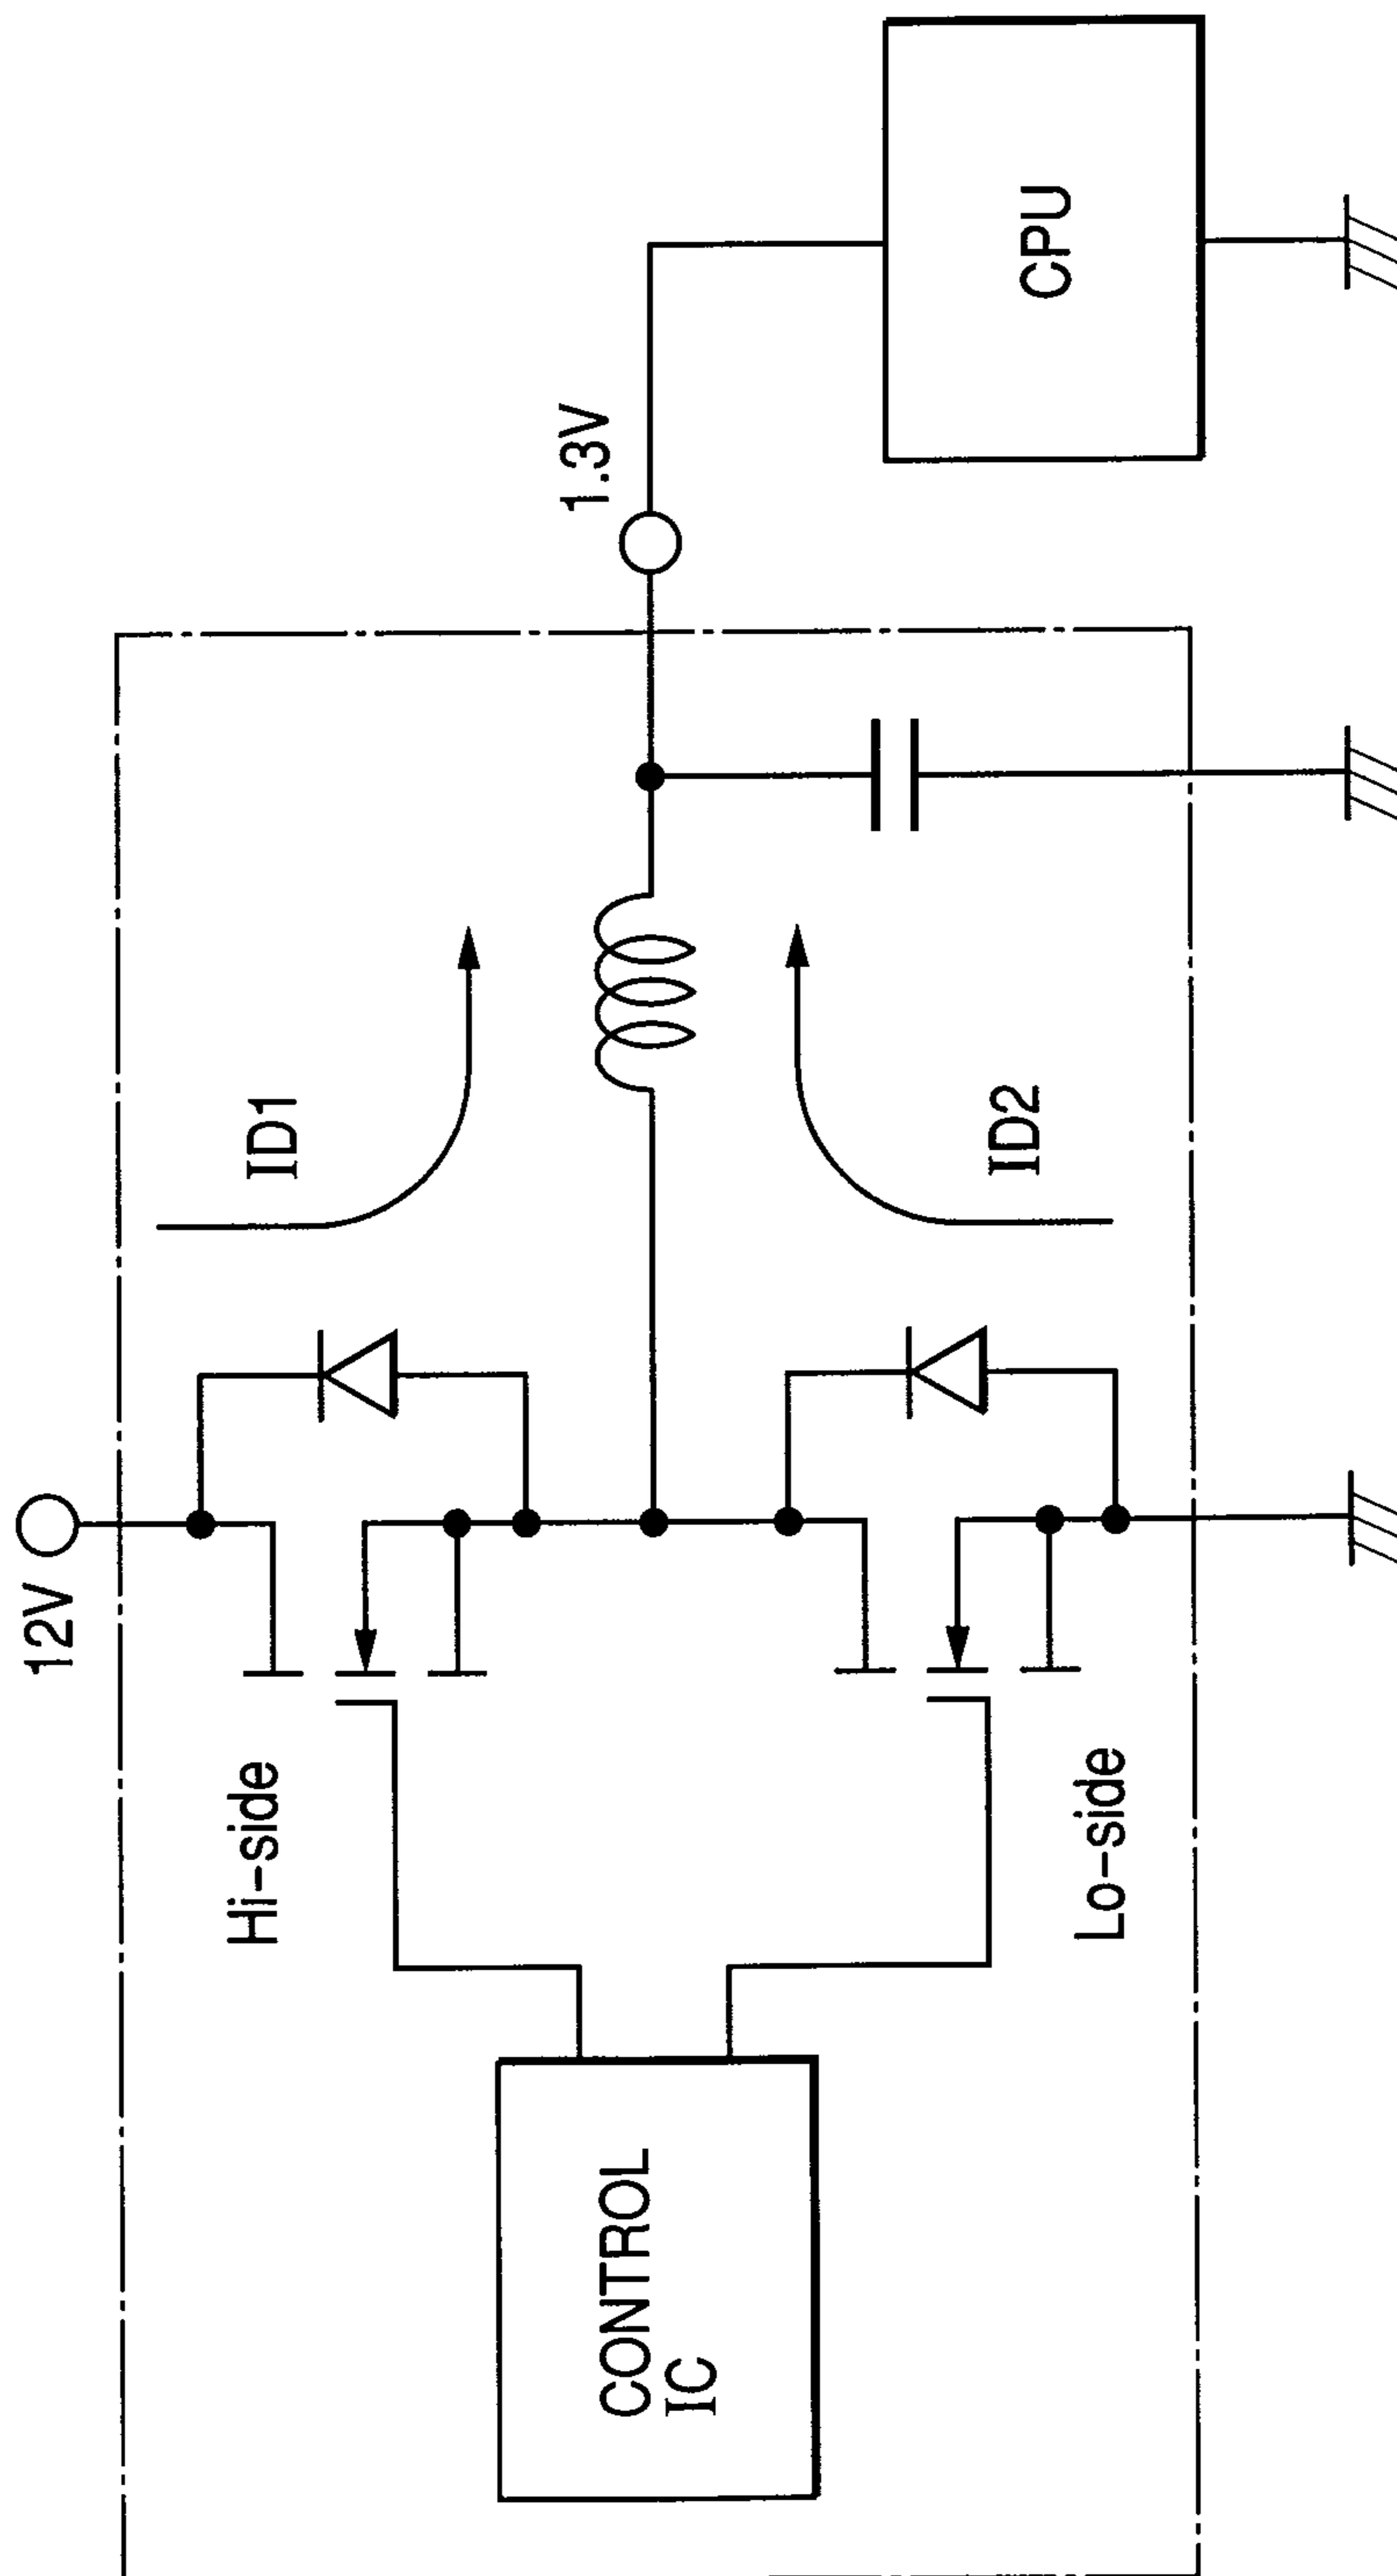 12V
Hi-side
ID1
1.3V
CONTROL
IC
CPU
ID2
Lo-side